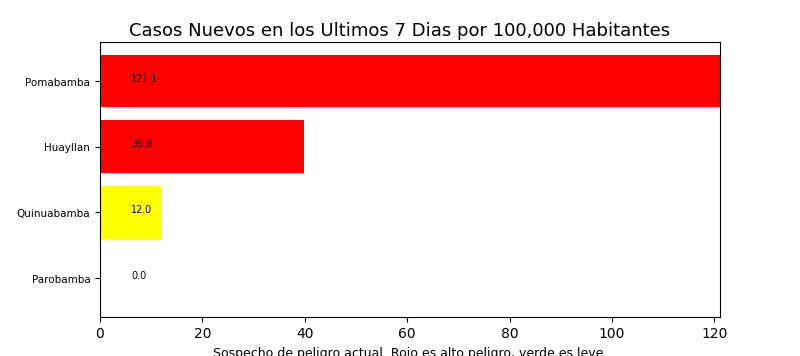 Casos Nuevos en los Ultimos 7 Dias por 100,000 Habitantes
Pomabamba
121.1
Huayllan
39.8
Quinuabamba
12.0
Parobamba
0.0
0 20 40 60 80 100 120
Sospecho de peligro actual. Rojo es alto peligro, verde es leve